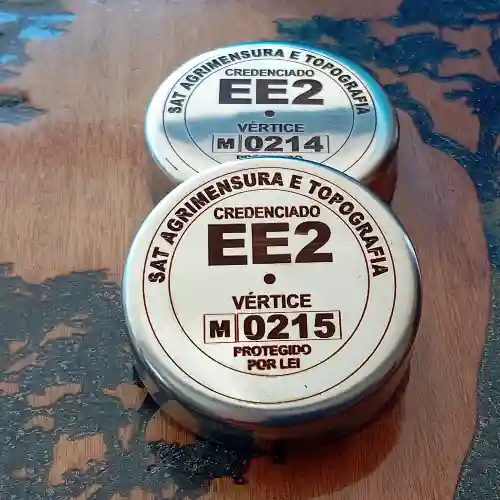 SAT AGRIMENSURA E TOPOGRAFIA
CREDENCIADO
EE2
VÉRTICE
M 0214
SAT AGRIMENSURA E TOPOGRAFIA
CREDENCIADO
EE2
VÉRTICE
M 0215
PROTEGIDO
POR LEI